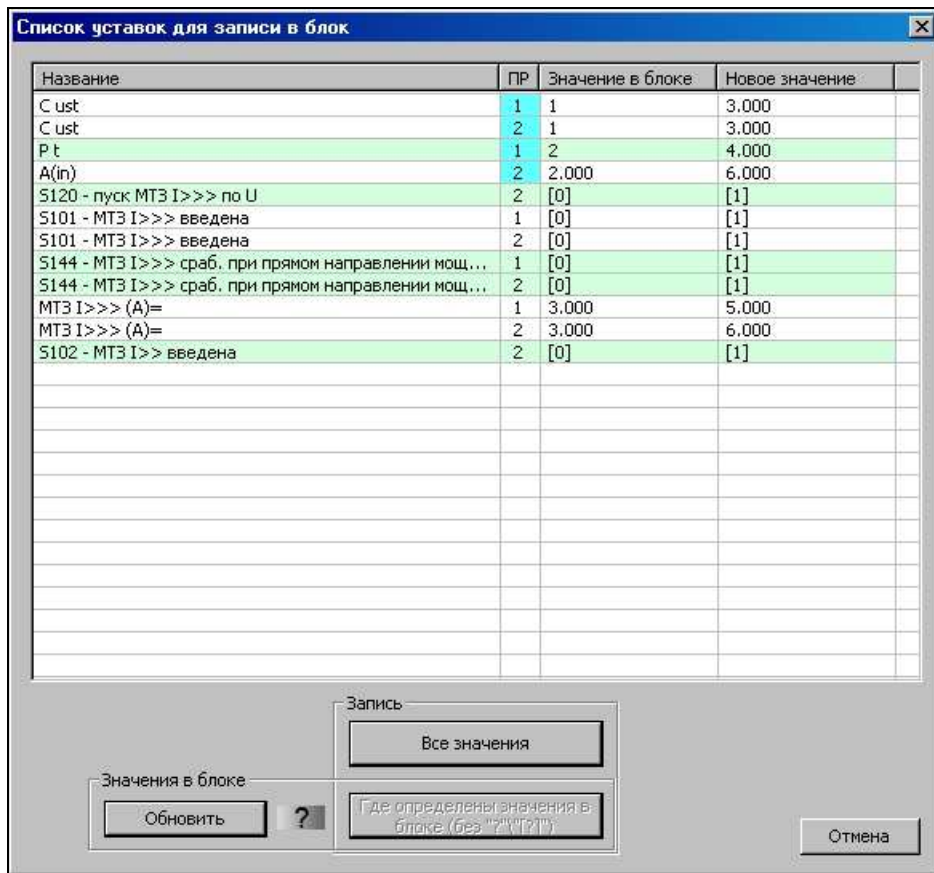 Список уставок для записи в блок
Название ПР Значение в блоке Новое значение
C ust 1 1 3.000
C ust 2 1 3.000
P t 1 2 4.000
A(in) 2 2.000 6.000
S120 - пуск МТЗ I>>> по U 2 [0] [1]
S101 - МТЗ I>>> введена 1 [0] [1]
S101 - МТЗ I>>> введена 2 [0] [1]
S144 - МТЗ I>>> сраб. при прямом направлении мощ... 1 [0] [1]
S144 - МТЗ I>>> сраб. при прямом направлении мощ... 2 [0] [1]
МТЗ I>>> (А)= 1 3.000 5.000
МТЗ I>>> (А)= 2 3.000 6.000
S102 - МТЗ I>> введена 2 [0] [1]
Запись
Все значения
Значения в блоке
Обновить ?
Где определены значения в
блоке (без "?"\"[?]")
Отмена